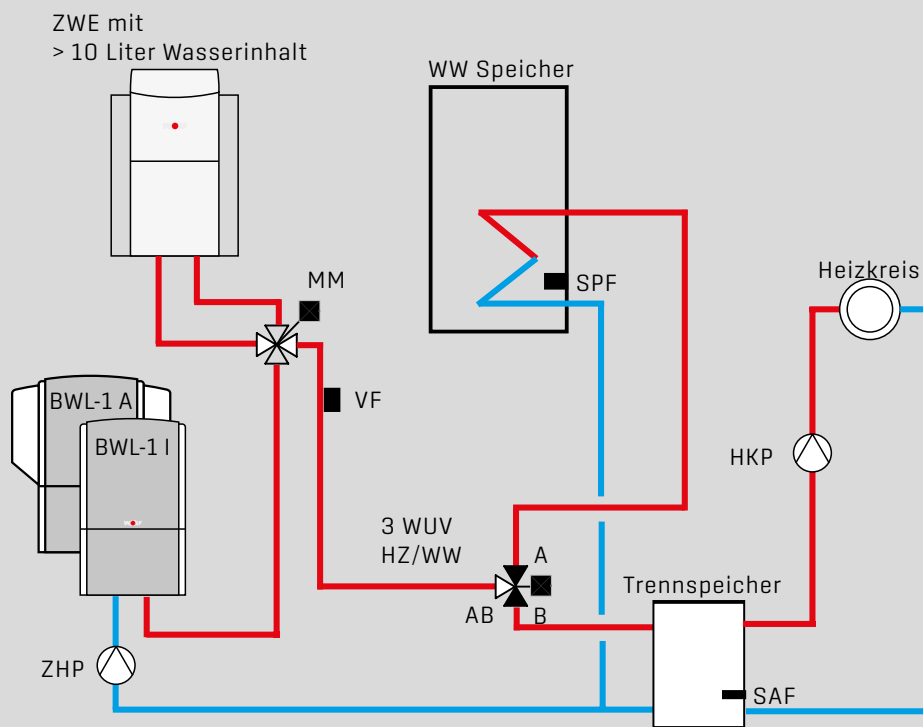 ZWE mit
> 10 Liter Wasserinhalt
WW Speicher
MM
SPF
Heizkreis
BWL-1 A
VF
BWL-1 I
HKP
3 WUV
HZ/WW
A
Trennspeicher
AB
B
ZHP
SAF